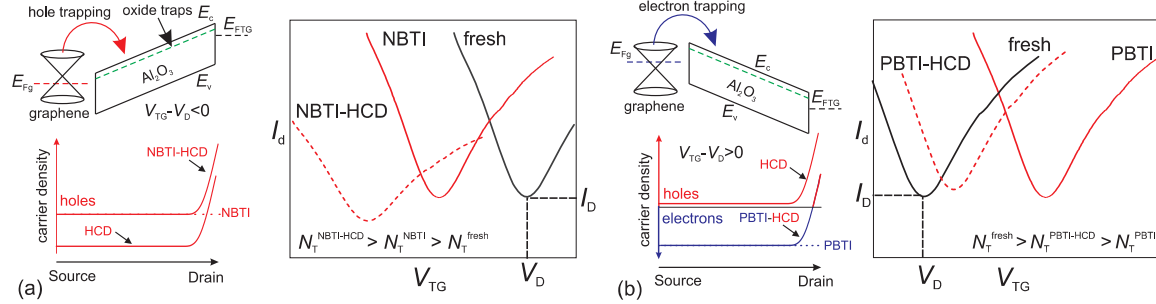 hole trapping
oxide traps
E_c
E_FTG
E_Fg
Al2O3
E_v
graphene
V_TG-V_D<0
carrier density
NBTI-HCD
holes
NBTI
HCD
Source
Drain
(a)
NBTI
fresh
NBTI-HCD
I_d
I_D
N_T^NBTI-HCD > N_T^NBTI > N_T^fresh
V_TG
V_D
electron trapping
E_Fg
E_c
Al2O3
E_FTG
graphene
E_v
V_TG-V_D>0
HCD
carrier density
holes
electrons
PBTI-HCD
PBTI
Source
Drain
(b)
fresh
PBTI-HCD
PBTI
I_d
I_D
N_T^fresh > N_T^PBTI-HCD > N_T^PBTI
V_D
V_TG